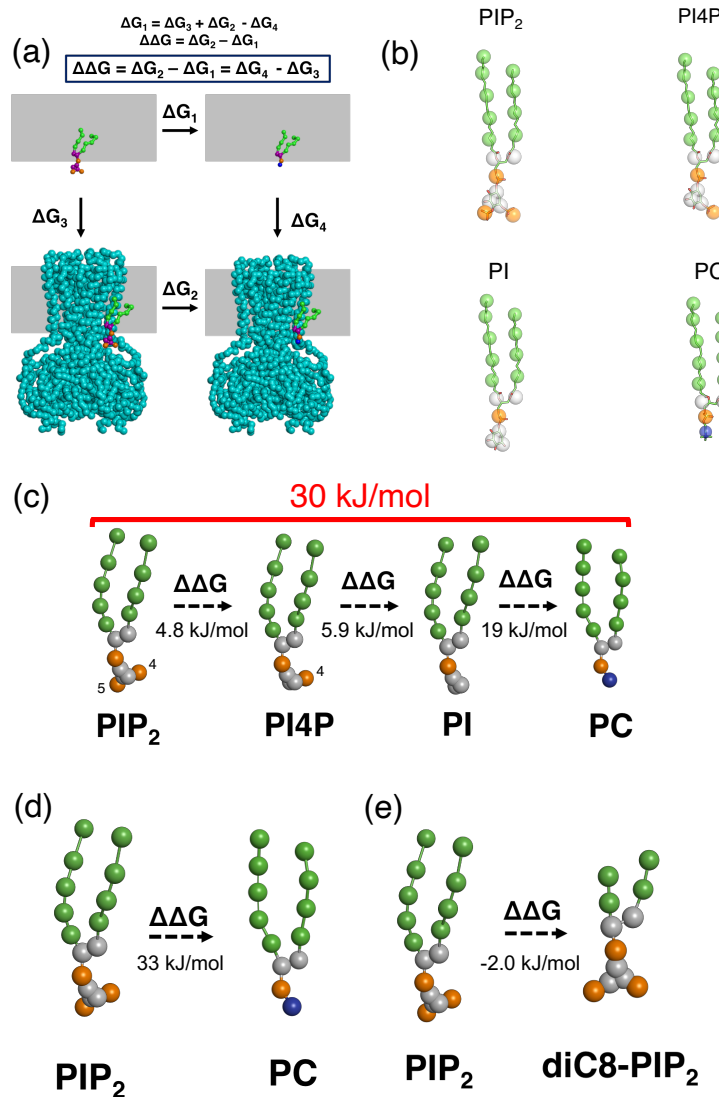 ΔG₁ = ΔG₃ + ΔG₂ - ΔG₄
ΔΔG = ΔG₂ – ΔG₁
ΔΔG = ΔG₂ – ΔG₁ = ΔG₄ - ΔG₃
(a)
ΔG₁
ΔG₃
ΔG₄
ΔG₂
(b)
PIP₂
PI4P
PI
PC
(c)
30 kJ/mol
ΔΔG
4.8 kJ/mol
ΔΔG
5.9 kJ/mol
ΔΔG
19 kJ/mol
4
5
4
PIP₂
PI4P
PI
PC
(d)
ΔΔG
33 kJ/mol
PIP₂
PC
(e)
ΔΔG
-2.0 kJ/mol
PIP₂
diC8-PIP₂